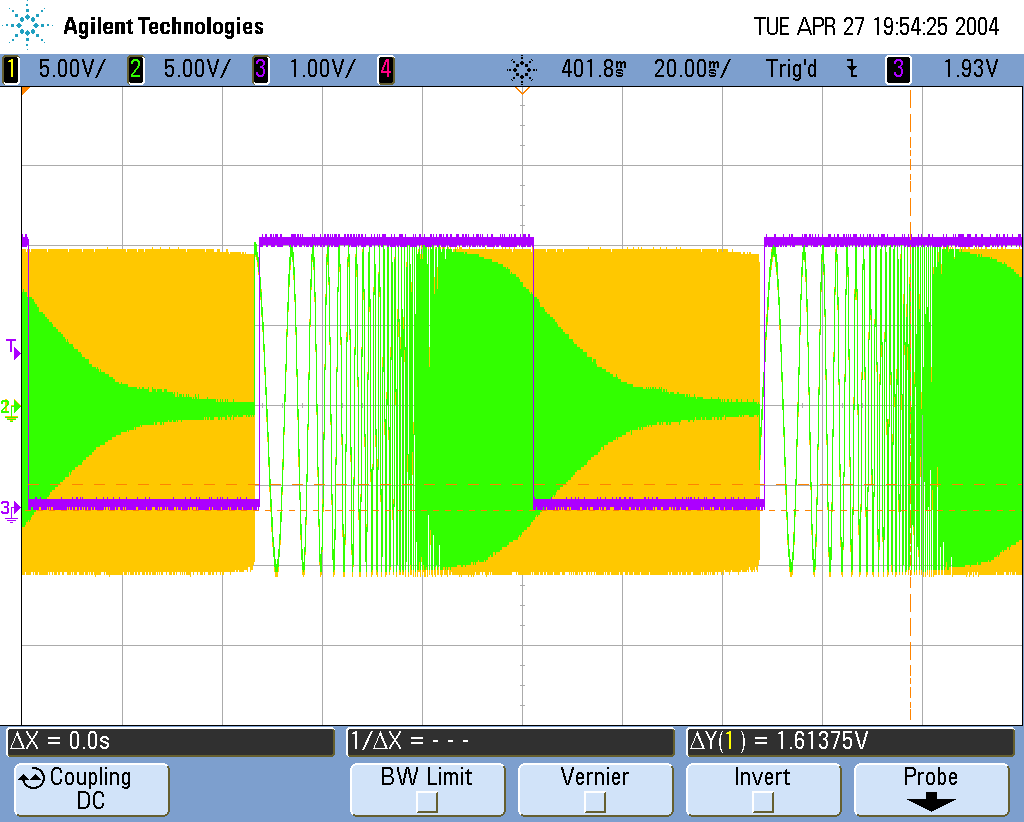 Agilent Technologies TUE APR 27 19:54:25 2004
1 5.00V/ 2 5.00V/ 3 1.00V/ 4 401.8ms 20.00ms/ Trig'd 3 1.93V
T
2
3
ΔX = 0.0s 1/ΔX = - - - ΔY(1) = 1.61375V
Coupling BW Limit Vernier Invert Probe
DC